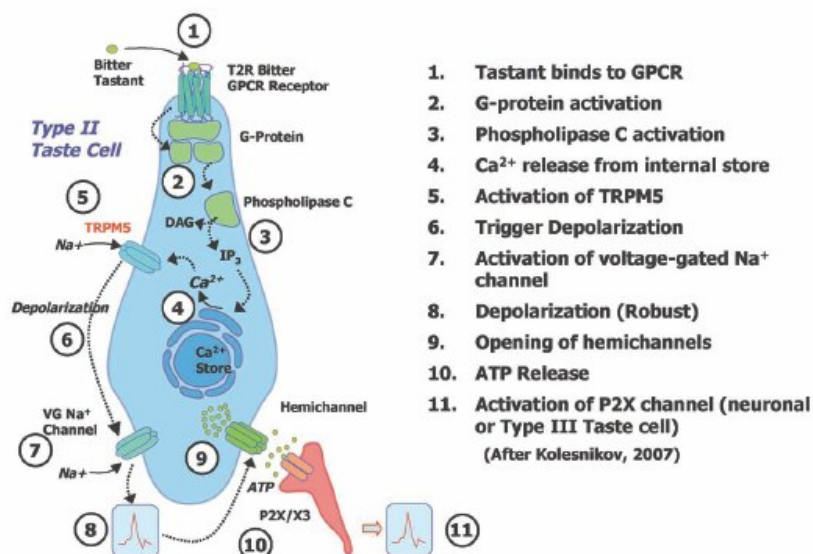 1
Bitter
Tastant
T2R Bitter
GPCR Receptor
Type II
Taste Cell
G-Protein
2
5
Phospholipase C
TRPM5
DAG
3
Na+
IP3
Ca2+
4
Depolarization
6
Ca2+
Store
VG Na+
Channel
Hemichannel
7
9
Na+
ATP
8
P2X/X3
10
11
1. Tastant binds to GPCR
2. G-protein activation
3. Phospholipase C activation
4. Ca2+ release from internal store
5. Activation of TRPM5
6. Trigger Depolarization
7. Activation of voltage-gated Na+
channel
8. Depolarization (Robust)
9. Opening of hemichannels
10. ATP Release
11. Activation of P2X channel (neuronal
or Type III Taste cell)
(After Kolesnikov, 2007)